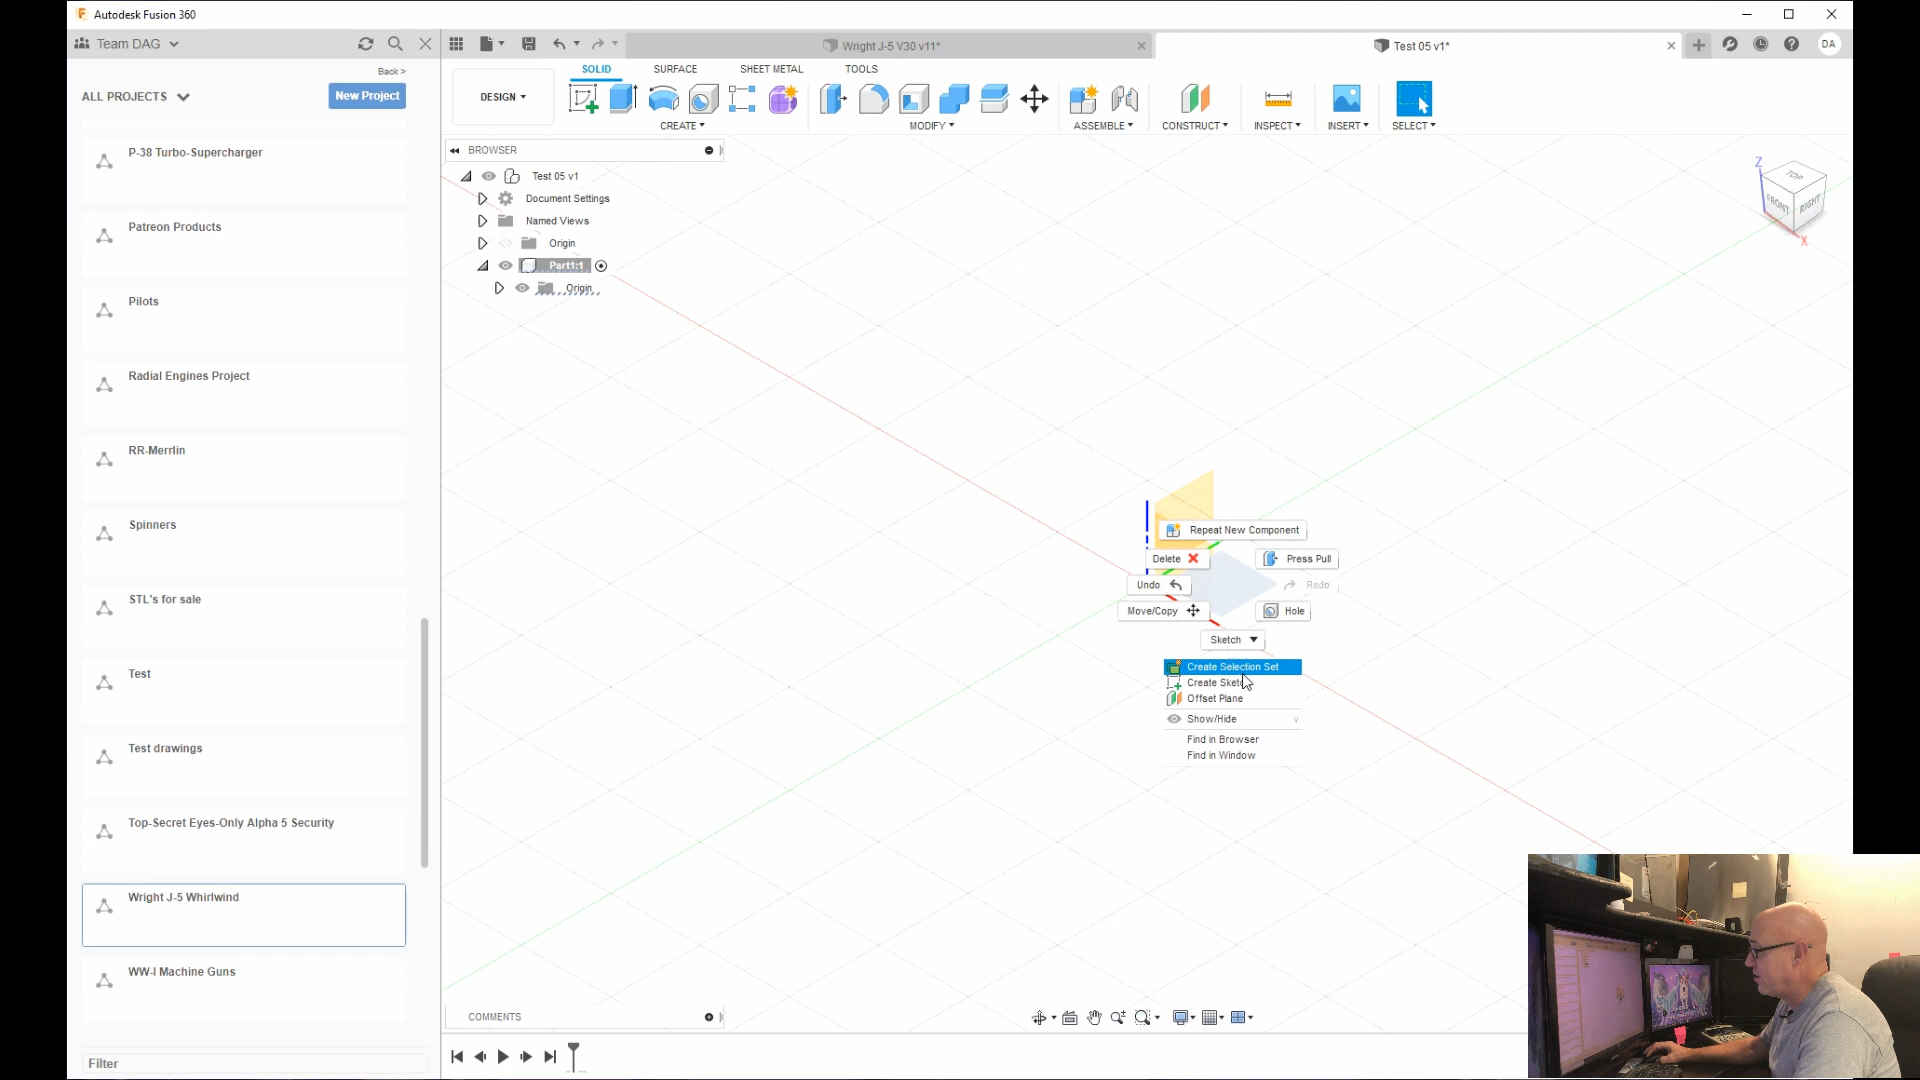 Autodesk Fusion 360
Team DAG
Wright J-5 V30 v11*
Test 05 v1*
DA
Back >
ALL PROJECTS
New Project
P-38 Turbo-Supercharger
Patreon Products
Pilots
Radial Engines Project
RR-Merrlin
Spinners
STL's for sale
Test
Test drawings
Top-Secret Eyes-Only Alpha 5 Security
Wright J-5 Whirlwind
WW-I Machine Guns
Filter
SOLID
SURFACE
SHEET METAL
TOOLS
DESIGN
CREATE
MODIFY
ASSEMBLE
CONSTRUCT
INSPECT
INSERT
SELECT
BROWSER
Test 05 v1
Document Settings
Named Views
Origin
Part1:1
Origin
Z
TOP
FRONT
RIGHT
X
Repeat New Component
Delete
Press Pull
Undo
Redo
Move/Copy
Hole
Sketch
Create Selection Set
Create Sketch
Offset Plane
Show/Hide
V
Find in Browser
Find in Window
COMMENTS